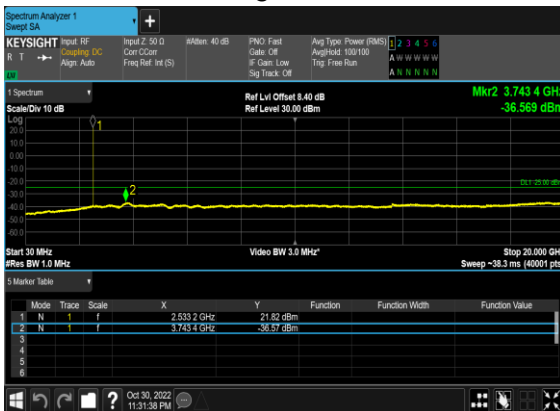 Spectrum Analyzer 1
Swept SA
KEYSIGHT
R T
LV
Input: RF
Coupling: DC
Align: Auto
Input Z: 50 Ω
Corr CCorr
Freq Ref: Int (S)
#Atten: 40 dB
PNO: Fast
Gate: Off
IF Gain: Low
Sig Track: Off
Avg Type: Power (RMS)
Avg|Hold: 100/100
Trig: Free Run
1 2 3 4 5 6
A W W W W W
A N N N N N
1 Spectrum
Scale/Div 10 dB
Ref Lvl Offset 8.40 dB
Ref Level 30.00 dBm
Mkr2 3.743 4 GHz
-36.569 dBm
Log
20.0
10.0
0.00
-10.0
-20.0
-30.0
-40.0
-50.0
-60.0
1
2
DL1 -25.00 dBm
Start 30 MHz
#Res BW 1.0 MHz
Video BW 3.0 MHz*
Stop 20.000 GH
Sweep ~38.3 ms (40001 pts
5 Marker Table
Mode Trace Scale X Y Function Function Width Function Value
1 N 1 f 2.533 2 GHz 21.82 dBm
2 N 1 f 3.743 4 GHz -36.57 dBm
3
4
5
6
?
Oct 30, 2022
11:31:38 PM